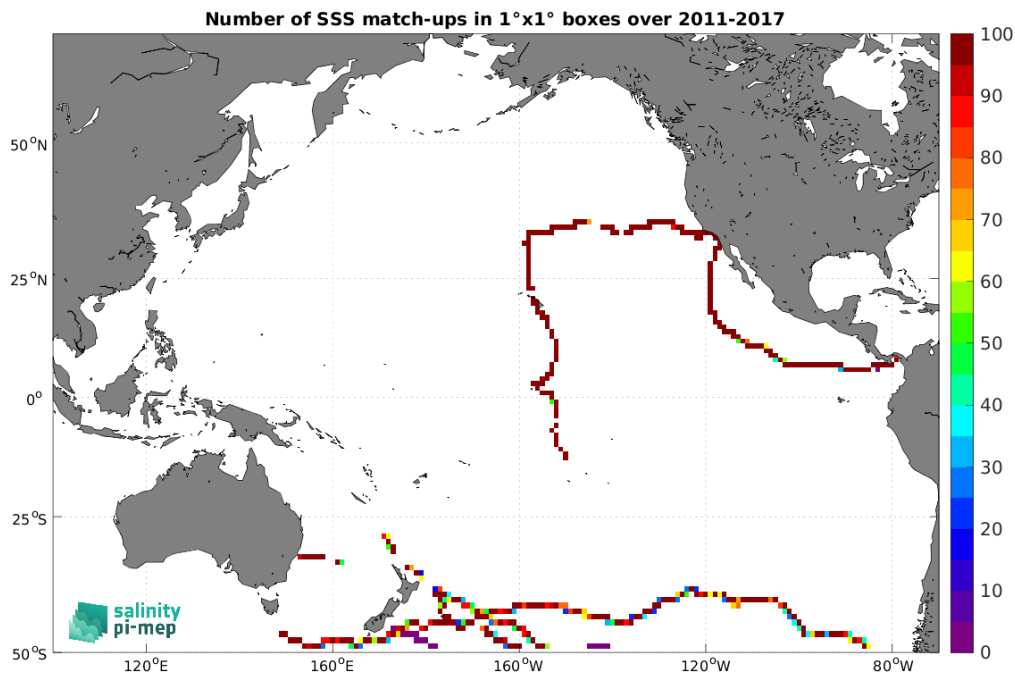 Number of SSS match-ups in 1°x1° boxes over 2011-2017
100
90
80
70
60
50
40
30
20
10
0
50°N
25°N
0°
25°S
50°S
120°E
160°E
160°W
120°W
80°W
salinity
pi-mep